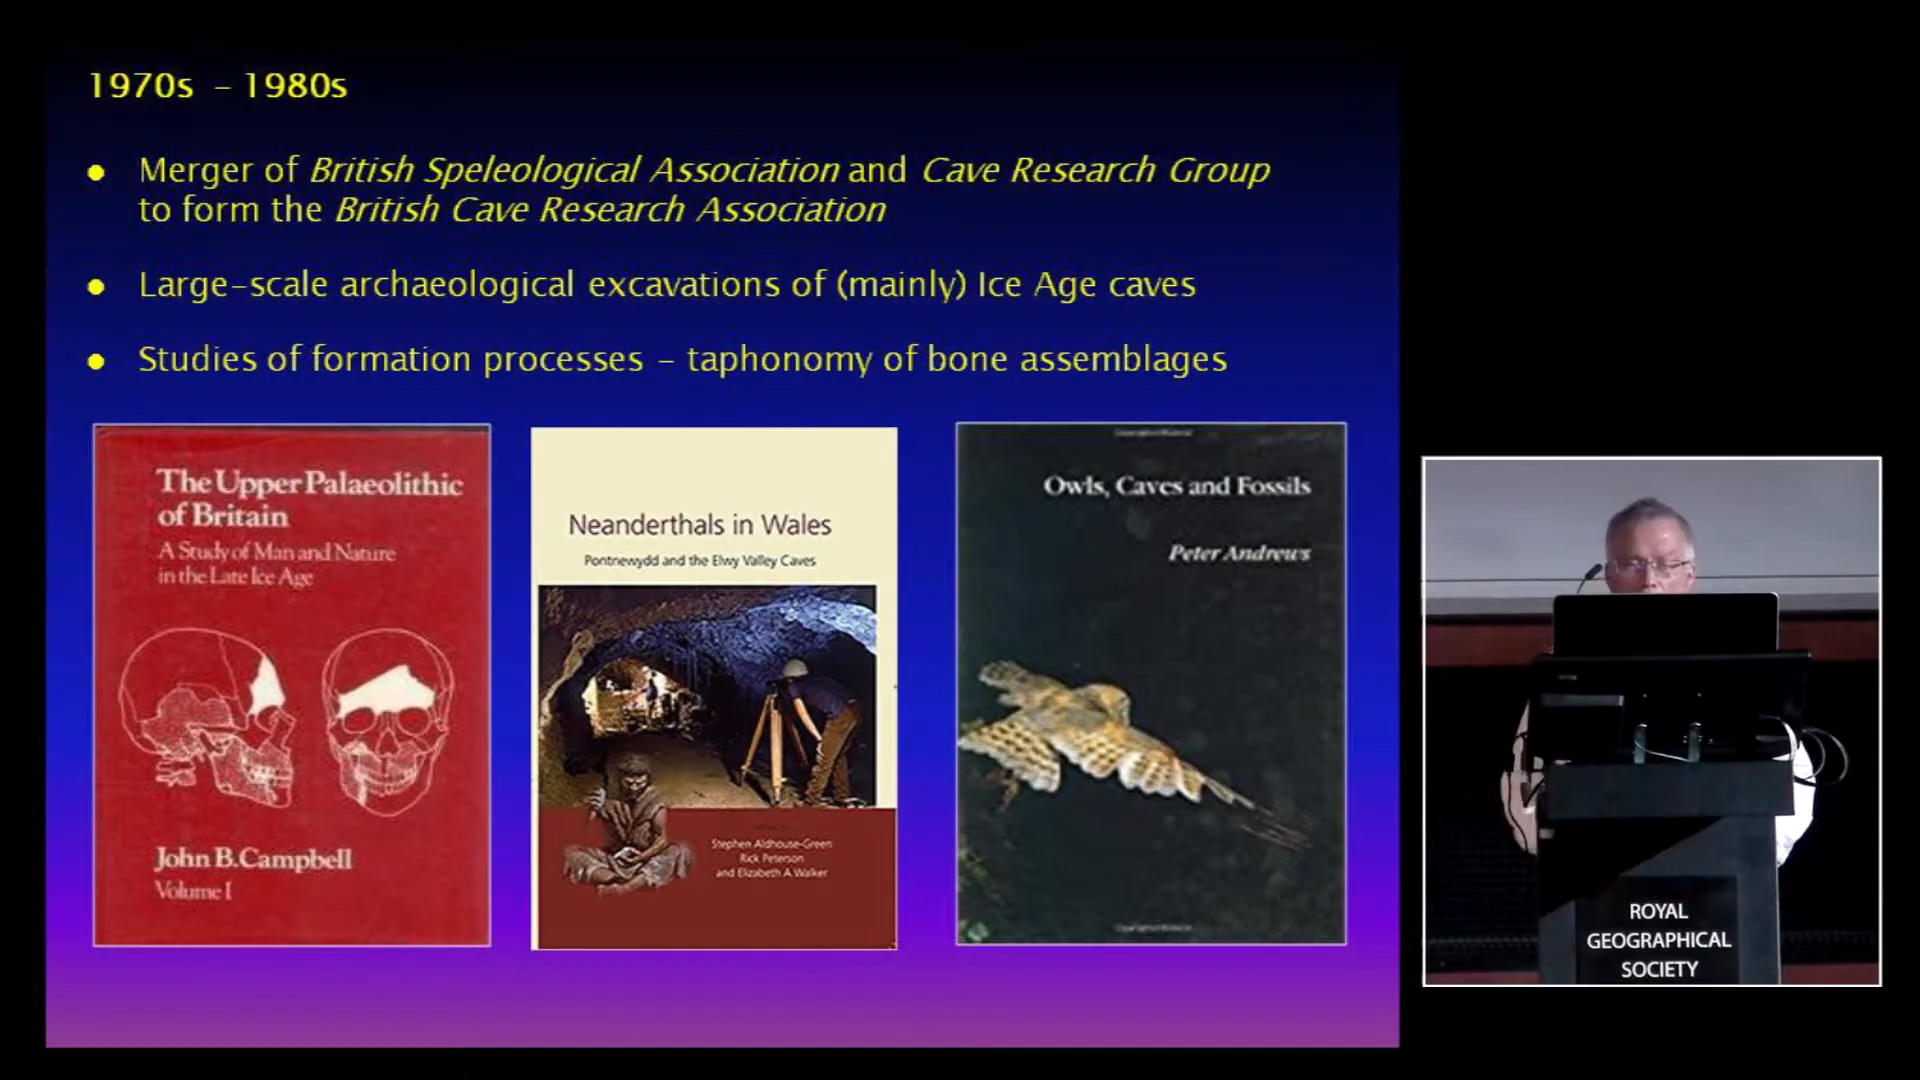 1970s – 1980s
● Merger of British Speleological Association and Cave Research Group
to form the British Cave Research Association
● Large-scale archaeological excavations of (mainly) Ice Age caves
● Studies of formation processes – taphonomy of bone assemblages
The Upper Palaeolithic
of Britain
A Study of Man and Nature
in the Late Ice Age
John B. Campbell
Volume I
Neanderthals in Wales
Pontnewydd and the Elwy Valley Caves
Stephen Aldhouse-Green
Rick Peterson
and Elizabeth A Walker
Owls, Caves and Fossils
Peter Andrews
ROYAL
GEOGRAPHICAL
SOCIETY